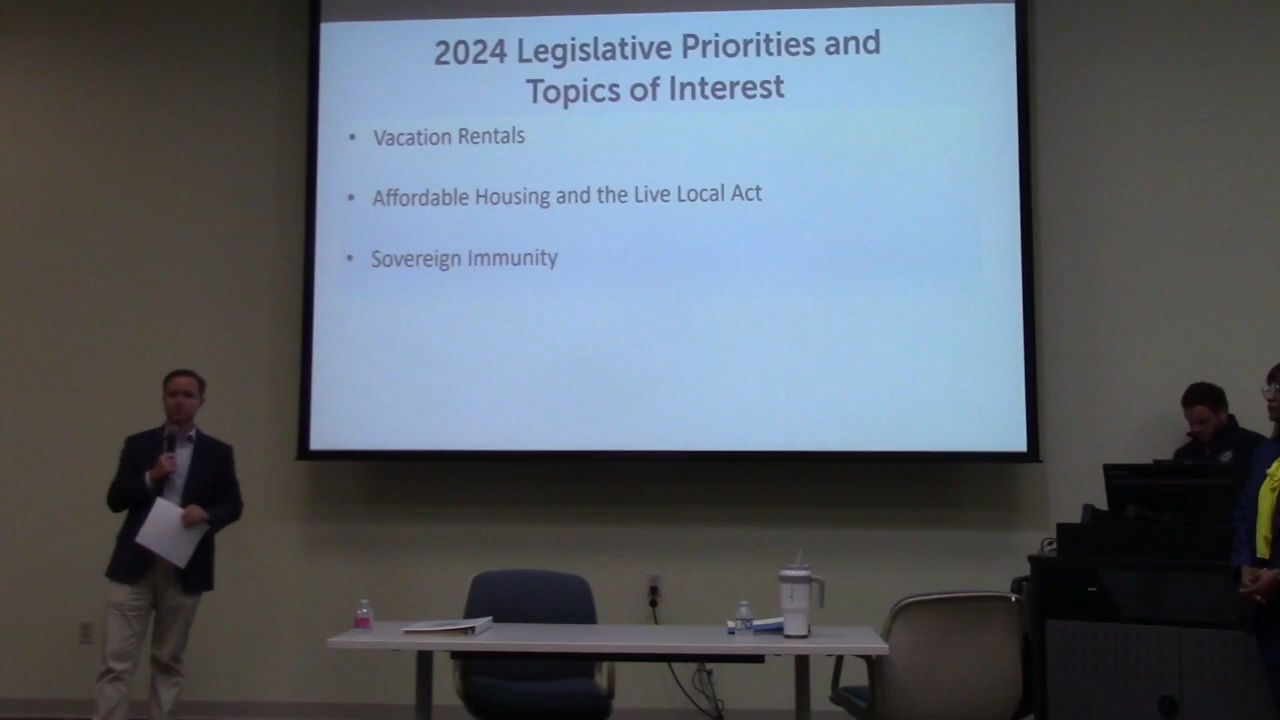 2024 Legislative Priorities and
Topics of Interest
• Vacation Rentals
• Affordable Housing and the Live Local Act
• Sovereign Immunity